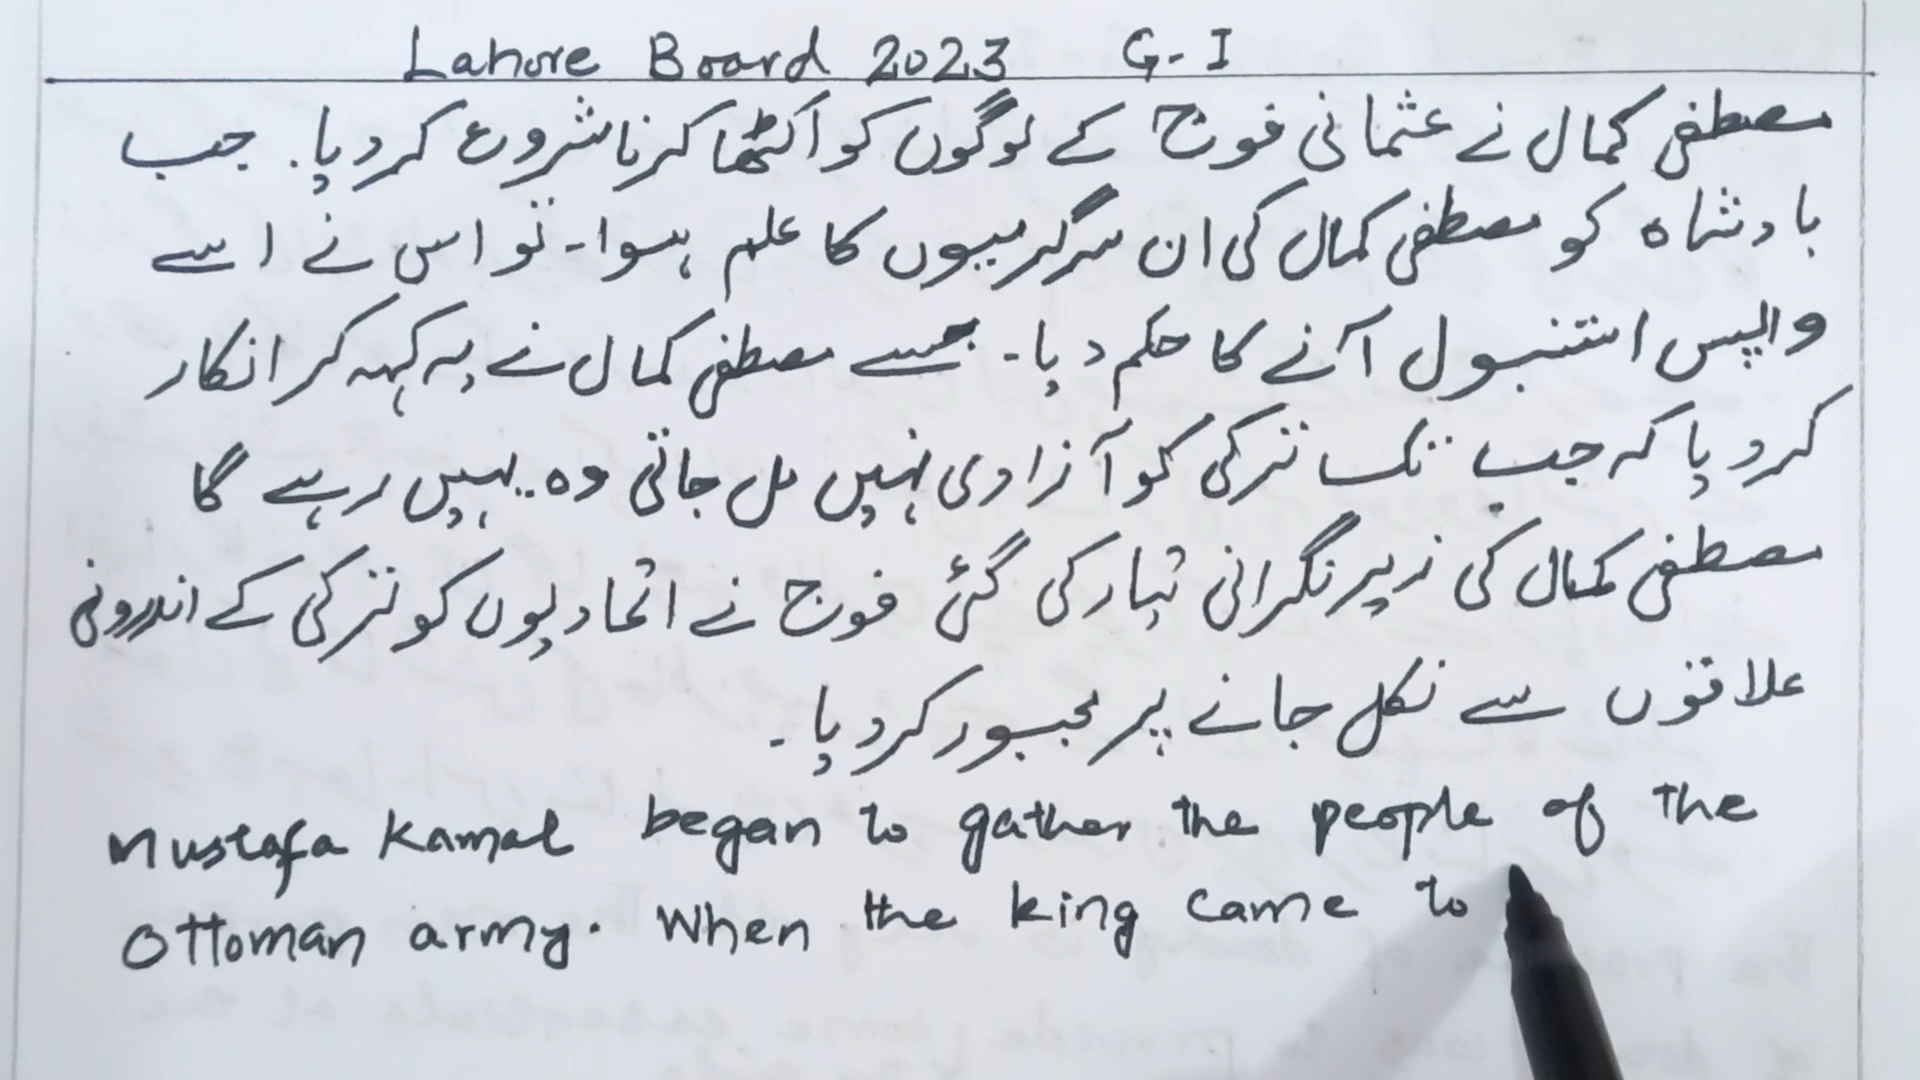 Lahore Board 2023 G-I
مصطفی کمال نے عثمانی فوج کے لوگوں کو اکٹھا کرنا شروع کر دیا. جب
بادشاہ کو مصطفی کمال کی ان سرگرمیوں کا علم ہوا۔ تو اس نے اسے
واپس استنبول آنے کا حکم دیا۔ جسے مصطفی کمال نے یہ کہہ کر انکار
کر دیا کہ جب تک ترکی کو آزادی نہیں مل جاتی وہ یہیں رہے گا
مصطفی کمال کی زیر نگرانی تیار کی گئی فوج نے اتحادیوں کو ترکی کے اندرونی
علاقوں سے نکل جانے پر مجبور کر دیا۔
Mustafa Kamal began to gather the people of the
Ottoman army. When the king came to